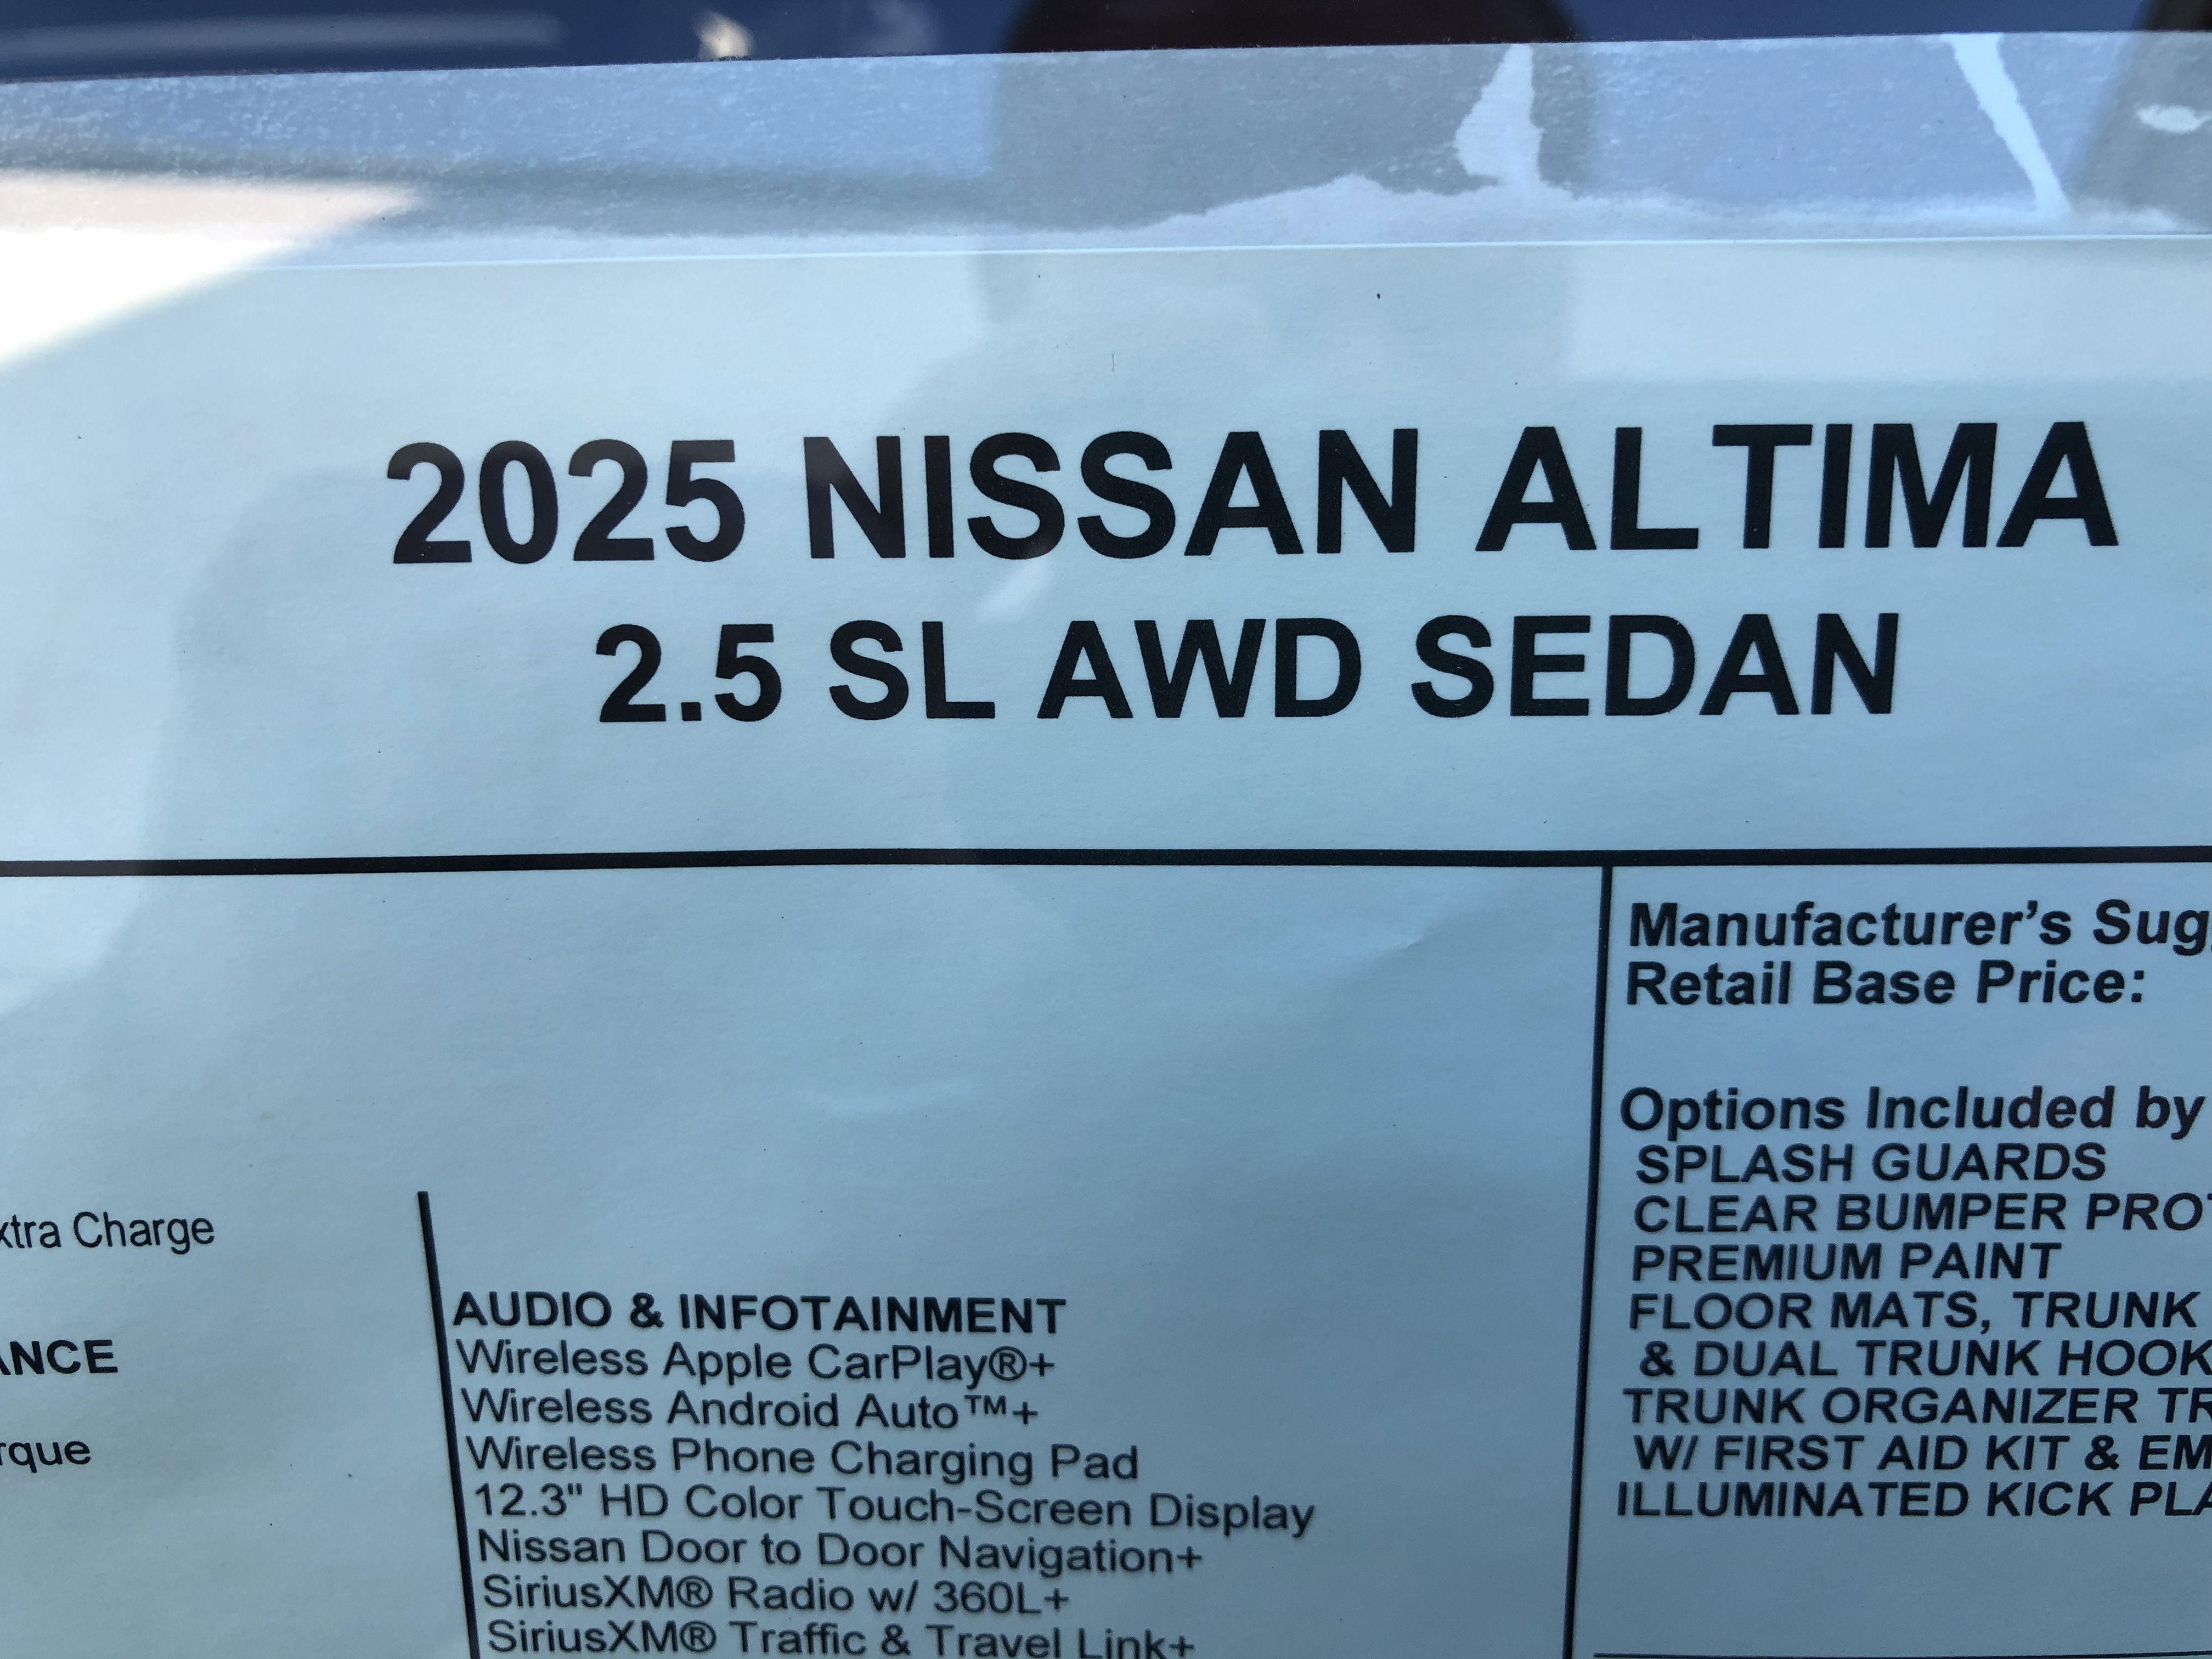 2025 NISSAN ALTIMA
2.5 SL AWD SEDAN
xtra Charge
ANCE
rque
AUDIO & INFOTAINMENT
Wireless Apple CarPlay®+
Wireless Android Auto™+
Wireless Phone Charging Pad
12.3" HD Color Touch-Screen Display
Nissan Door to Door Navigation+
SiriusXM® Radio w/ 360L+
SiriusXM® Traffic & Travel Link+
Manufacturer's Sug
Retail Base Price:
Options Included by
SPLASH GUARDS
CLEAR BUMPER PROT
PREMIUM PAINT
FLOOR MATS, TRUNK
& DUAL TRUNK HOOK
TRUNK ORGANIZER TR
W/ FIRST AID KIT & EM
ILLUMINATED KICK PLA